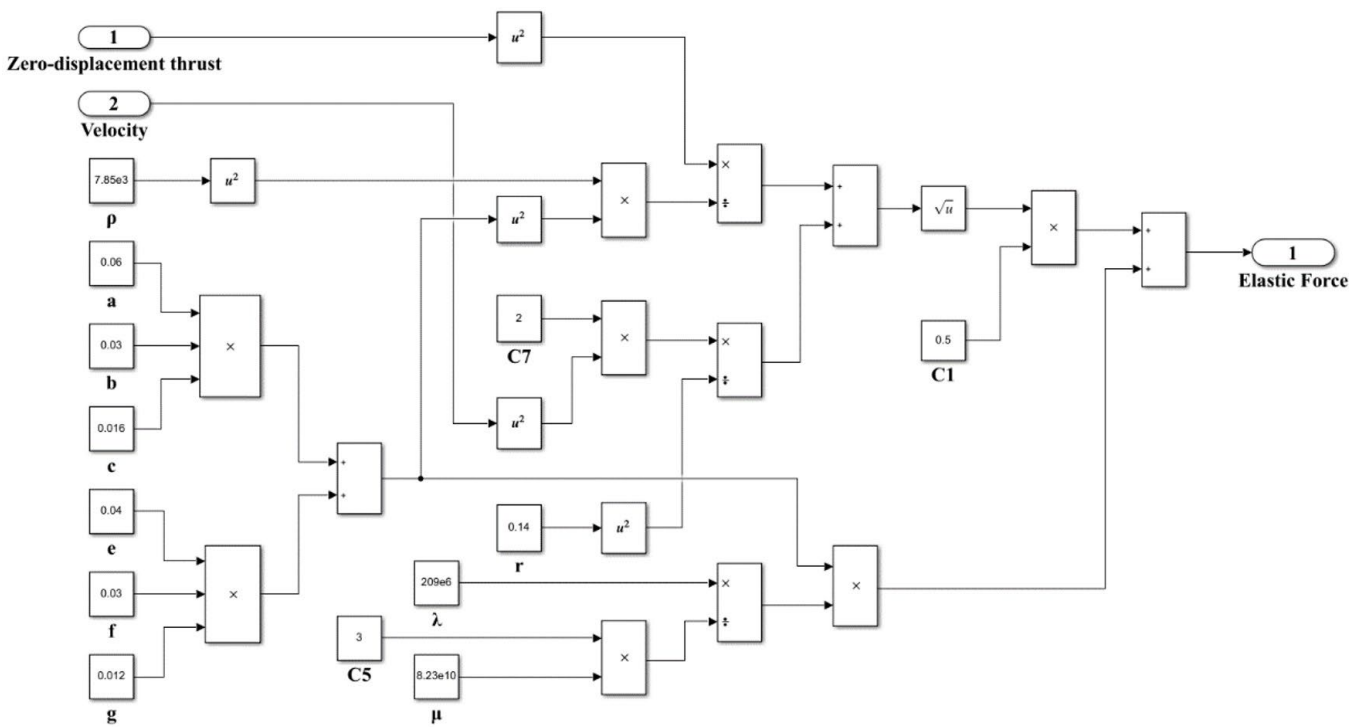 1
Zero-displacement thrust
u²
2
Velocity
7.85e3
ρ
u²
u²
×
×
÷
+
+
√u
×
+
+
1
Elastic Force
0.06
a
0.03
b
0.016
c
×
2
C7
×
×
÷
0.5
C1
u²
+
+
0.04
e
0.03
f
0.012
g
×
0.14
r
u²
209e6
λ
×
÷
×
3
C5
8.23e10
μ
×